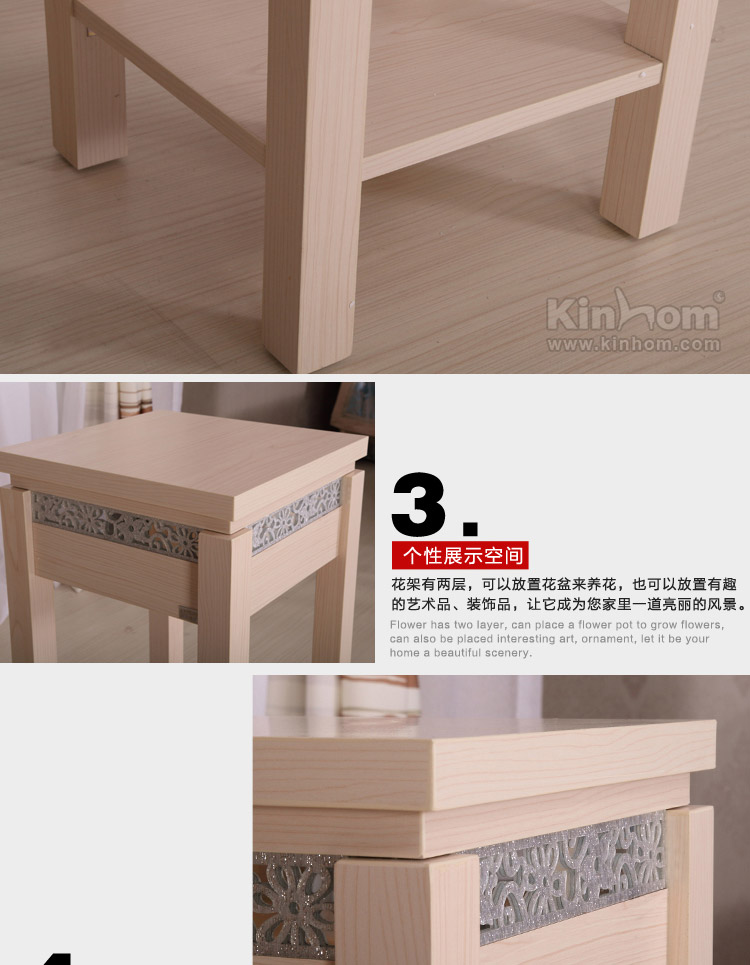 Kinhom
www.kinhom.com
3.
个性展示空间
花架有两层，可以放置花盆来养花，也可以放置有趣
的艺术品、装饰品，让它成为您家里一道亮丽的风景。
Flower has two layer, can place a flower pot to grow flowers,
can also be placed interesting art, ornament, let it be your
home a beautiful scenery.